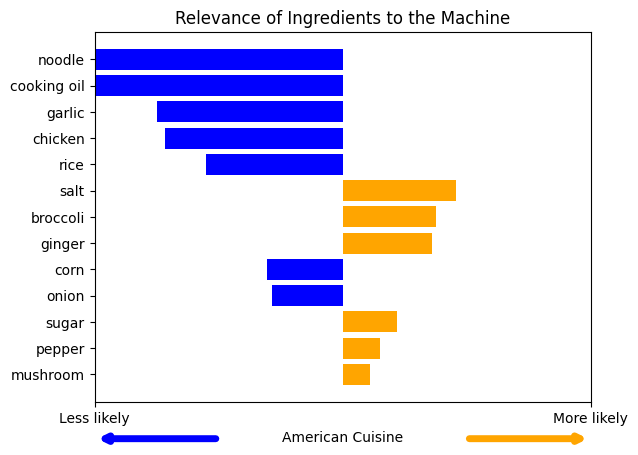 Relevance of Ingredients to the Machine
noodle
cooking oil
garlic
chicken
rice
salt
broccoli
ginger
corn
onion
sugar
pepper
mushroom
Less likely
More likely
American Cuisine